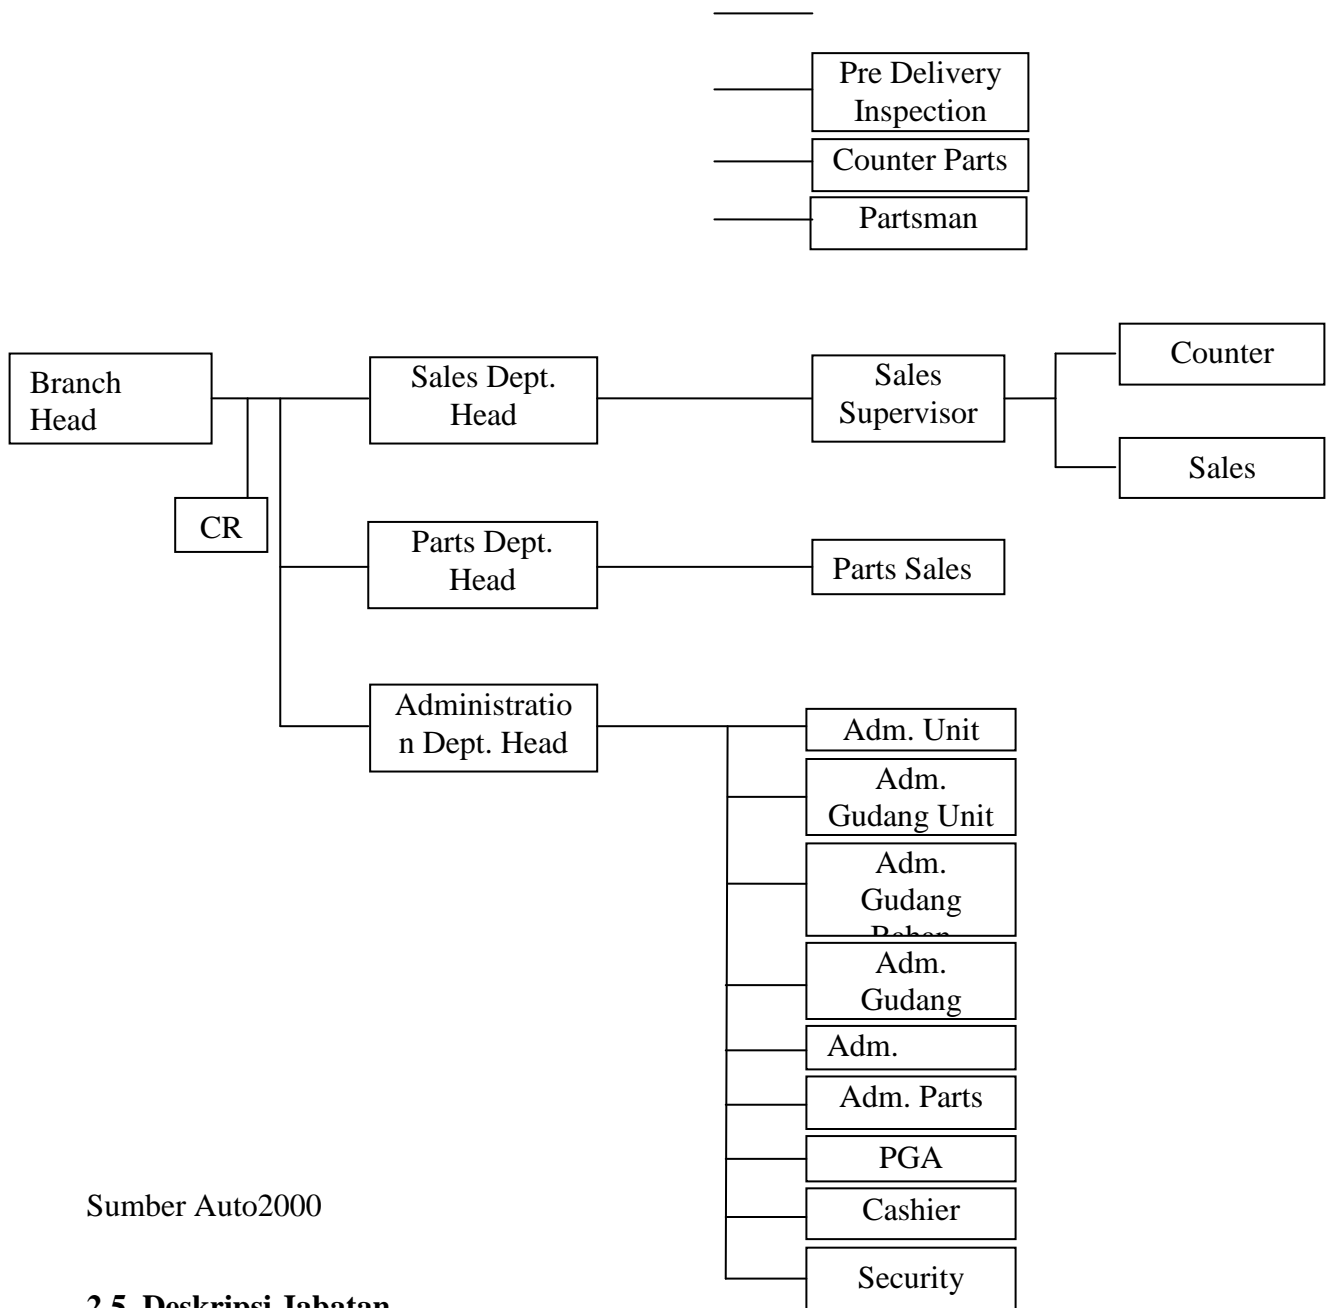 Pre Delivery
Inspection
Counter Parts
Partsman
Branch
Head
Sales Dept.
Head
Sales
Supervisor
Counter
Sales
CR
Parts Dept.
Head
Parts Sales
Administratio
n Dept. Head
Adm. Unit
Adm.
Gudang Unit
Adm.
Gudang
Adm.
Gudang
Adm.
Adm. Parts
PGA
Cashier
Security
Sumber Auto2000
2.5 Deskripsi Jabatan